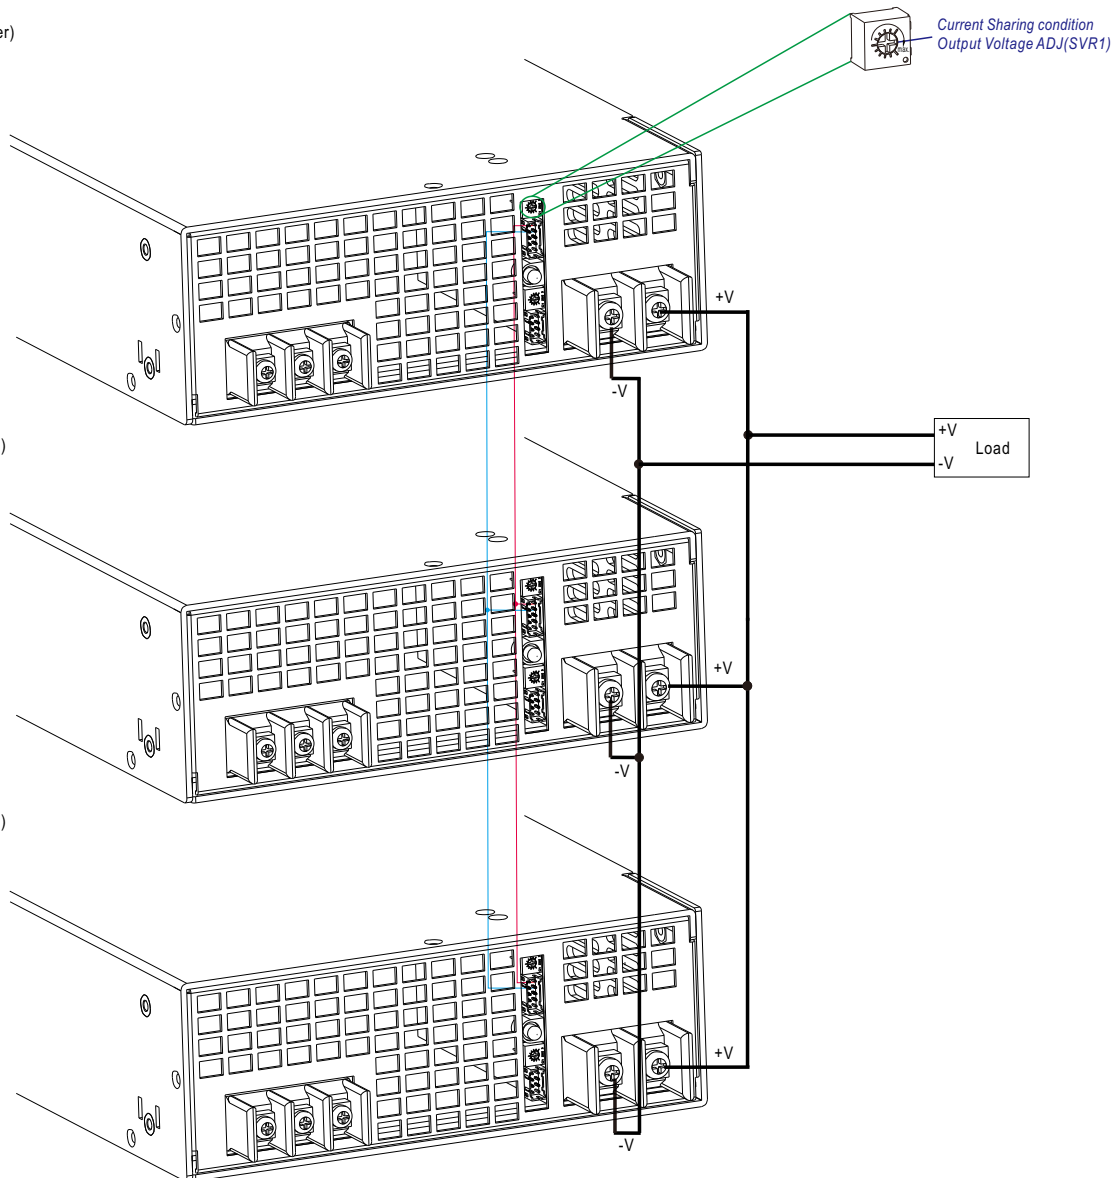 er)
Current Sharing condition
Output Voltage ADJ(SVR1)
max.
+V
-V
)
+V
Load
-V
+V
-V
)
+V
-V